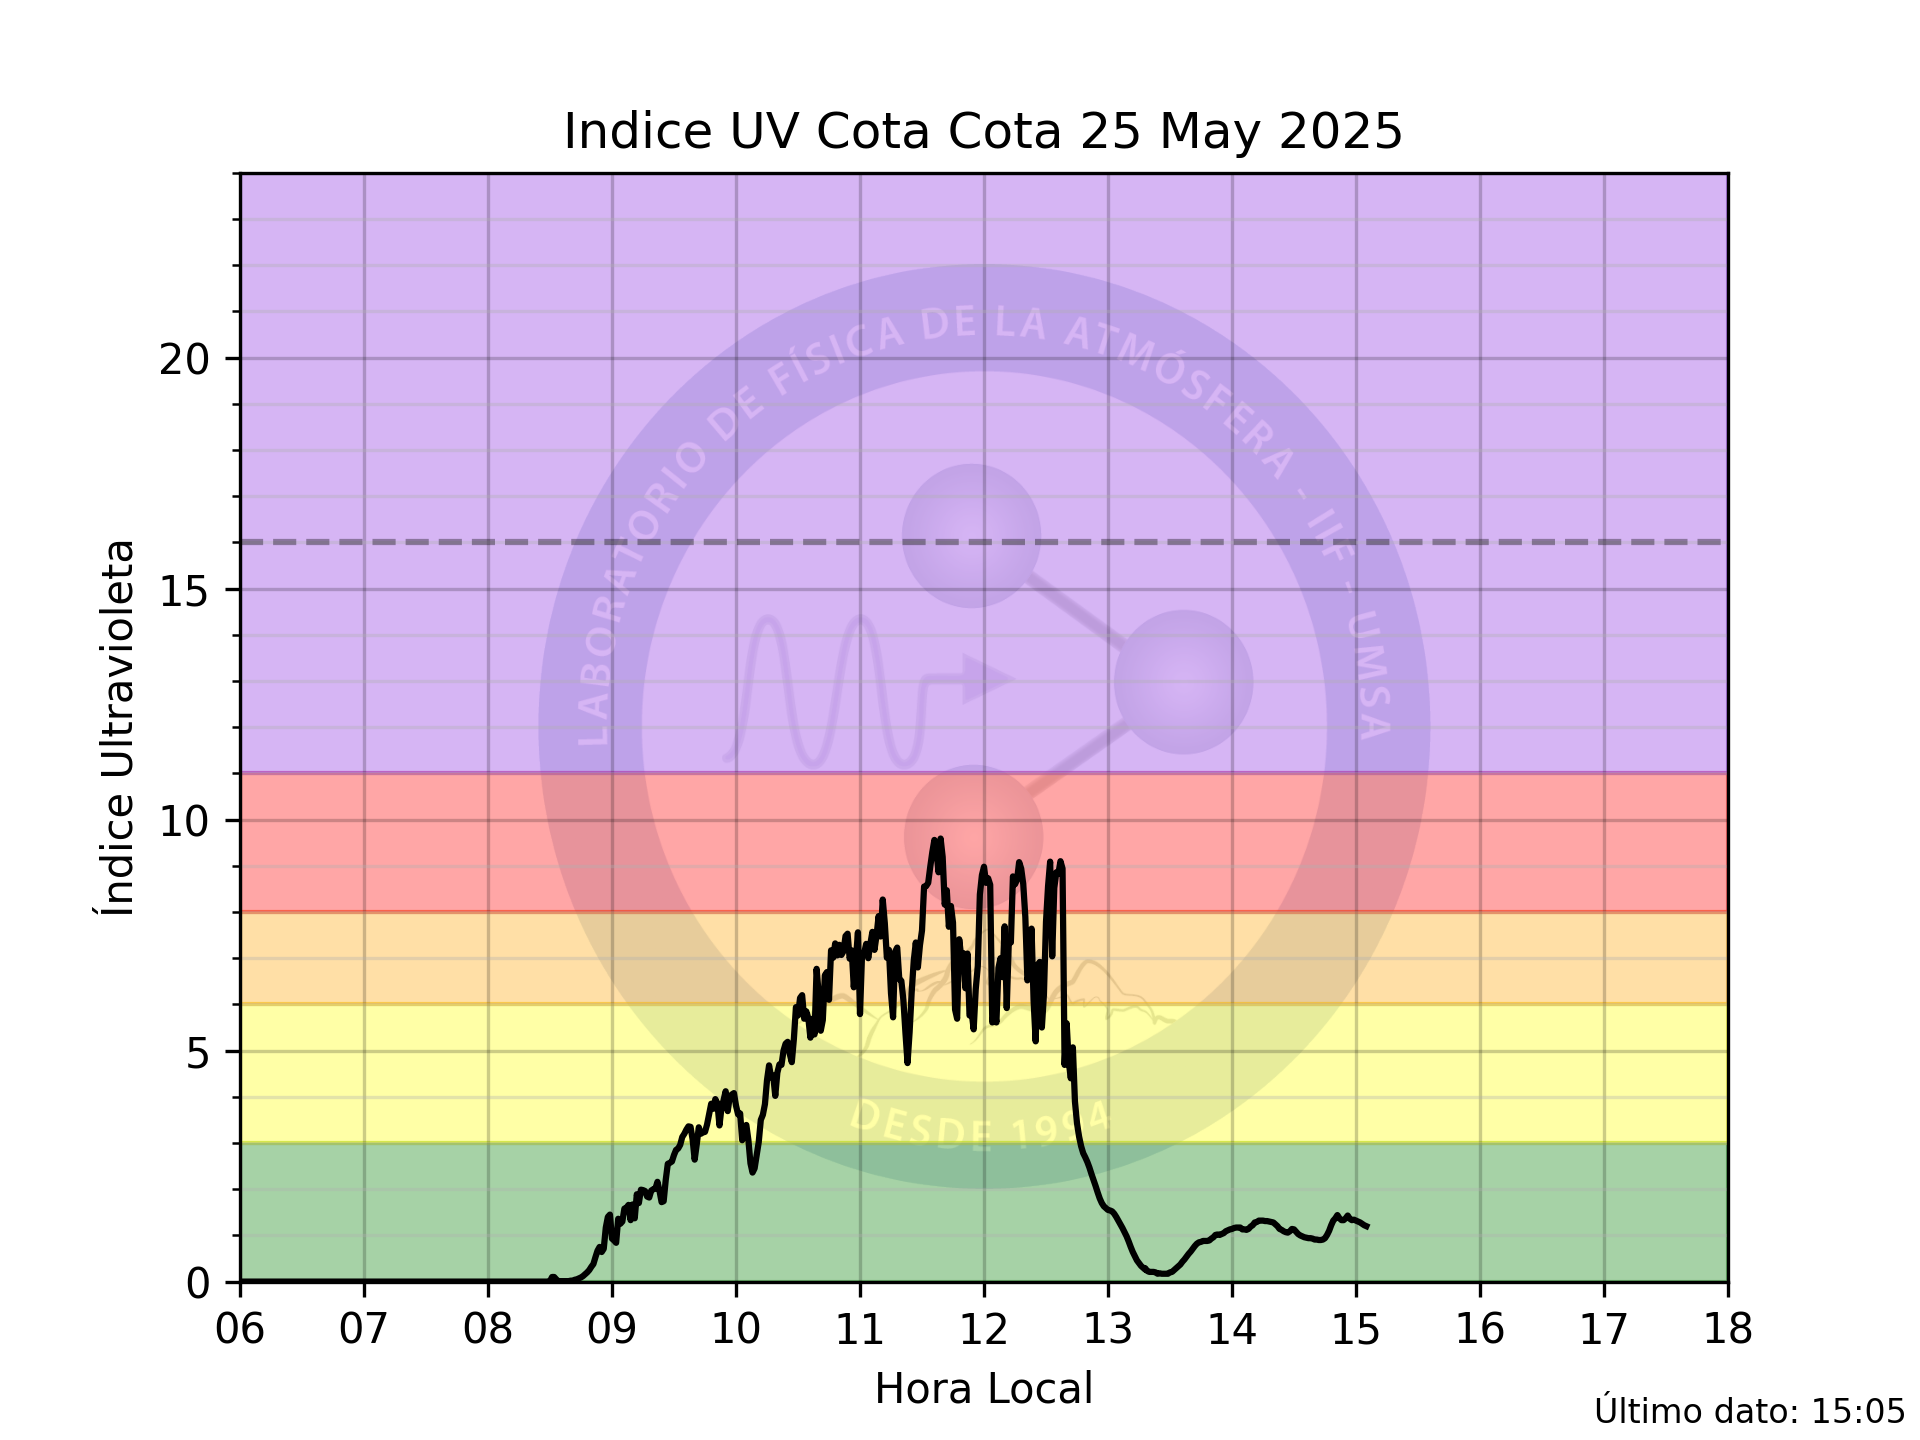 Indice UV Cota Cota 25 May 2025
Índice Ultravioleta
20
15
10
5
0
LABORATORIO DE FÍSICA DE LA ATMÓSFERA - IIF - UMSA
DESDE 1994
06 07 08 09 10 11 12 13 14 15 16 17 18
Hora Local
Último dato: 15:05